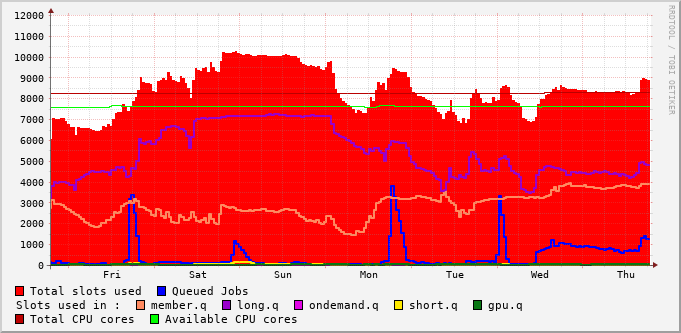 12000
11000
10000
9000
8000
7000
6000
5000
4000
3000
2000
1000
0
Fri Sat Sun Mon Tue Wed Thu
RRDTOOL / TOBI OETIKER
Total slots used Queued Jobs
Slots used in : member.q long.q ondemand.q short.q gpu.q
Total CPU cores Available CPU cores